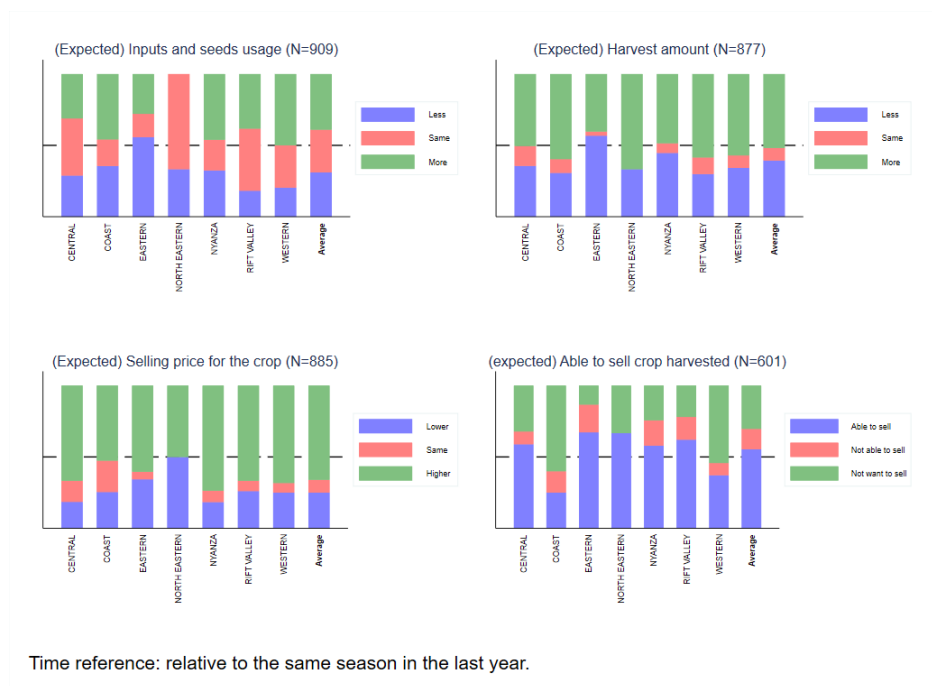 (Expected) Inputs and seeds usage (N=909)
Less
Same
More
CENTRAL
COAST
EASTERN
NORTH EASTERN
NYANZA
RIFT VALLEY
WESTERN
Average
(Expected) Harvest amount (N=877)
Less
Same
More
CENTRAL
COAST
EASTERN
NORTH EASTERN
NYANZA
RIFT VALLEY
WESTERN
Average
(Expected) Selling price for the crop (N=885)
Lower
Same
Higher
CENTRAL
COAST
EASTERN
NORTH EASTERN
NYANZA
RIFT VALLEY
WESTERN
Average
(expected) Able to sell crop harvested (N=601)
Able to sell
Not able to sell
Not want to sell
CENTRAL
COAST
EASTERN
NORTH EASTERN
NYANZA
RIFT VALLEY
WESTERN
Average
Time reference: relative to the same season in the last year.